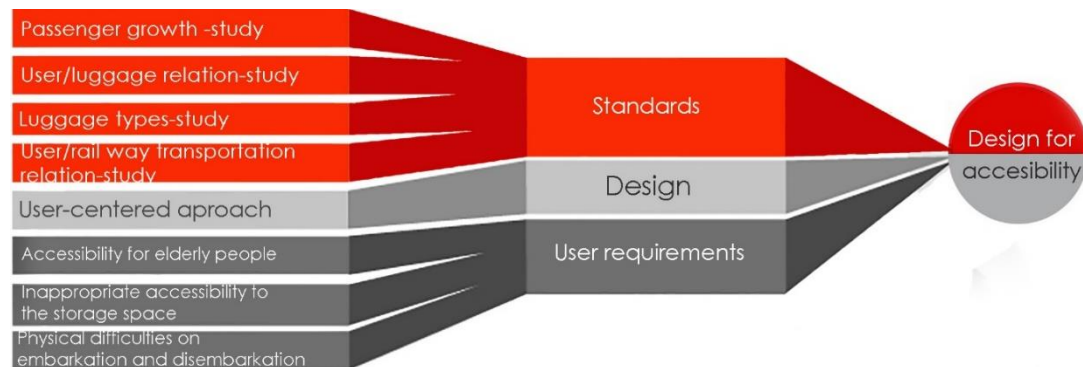 Passenger growth -study
User/luggage relation-study
Luggage types-study
User/rail way transportation
relation-study
User-centered aproach
Accessibility for elderly people
Inappropriate accessibility to
the storage space
Physical difficulties on
embarkation and disembarkation
Standards
Design
User requirements
Design for
accesibility